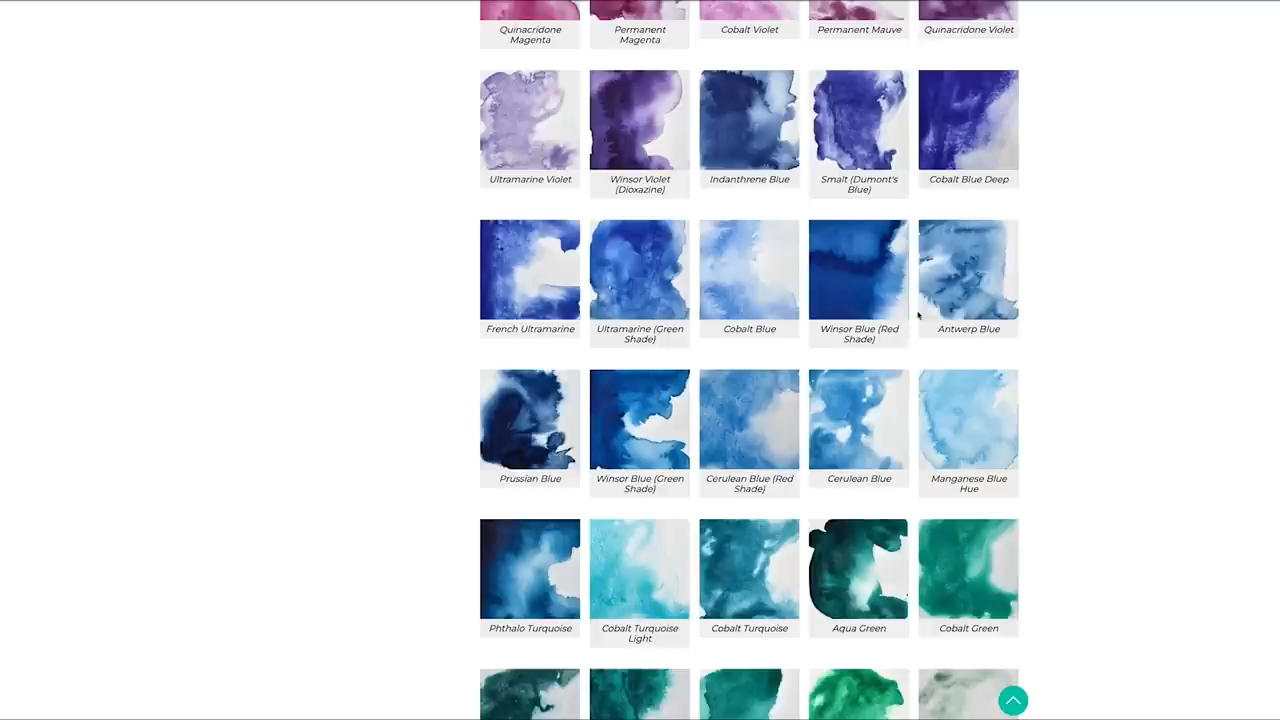 Quinacridone
Magenta
Permanent
Magenta
Cobalt Violet
Permanent Mauve
Quinacridone Violet
Ultramarine Violet
Winsor Violet
(Dioxazine)
Indanthrene Blue
Smalt (Dumont's
Blue)
Cobalt Blue Deep
French Ultramarine
Ultramarine (Green
Shade)
Cobalt Blue
Winsor Blue (Red
Shade)
Antwerp Blue
Prussian Blue
Winsor Blue (Green
Shade)
Cerulean Blue (Red
Shade)
Cerulean Blue
Manganese Blue
Hue
Phthalo Turquoise
Cobalt Turquoise
Light
Cobalt Turquoise
Aqua Green
Cobalt Green